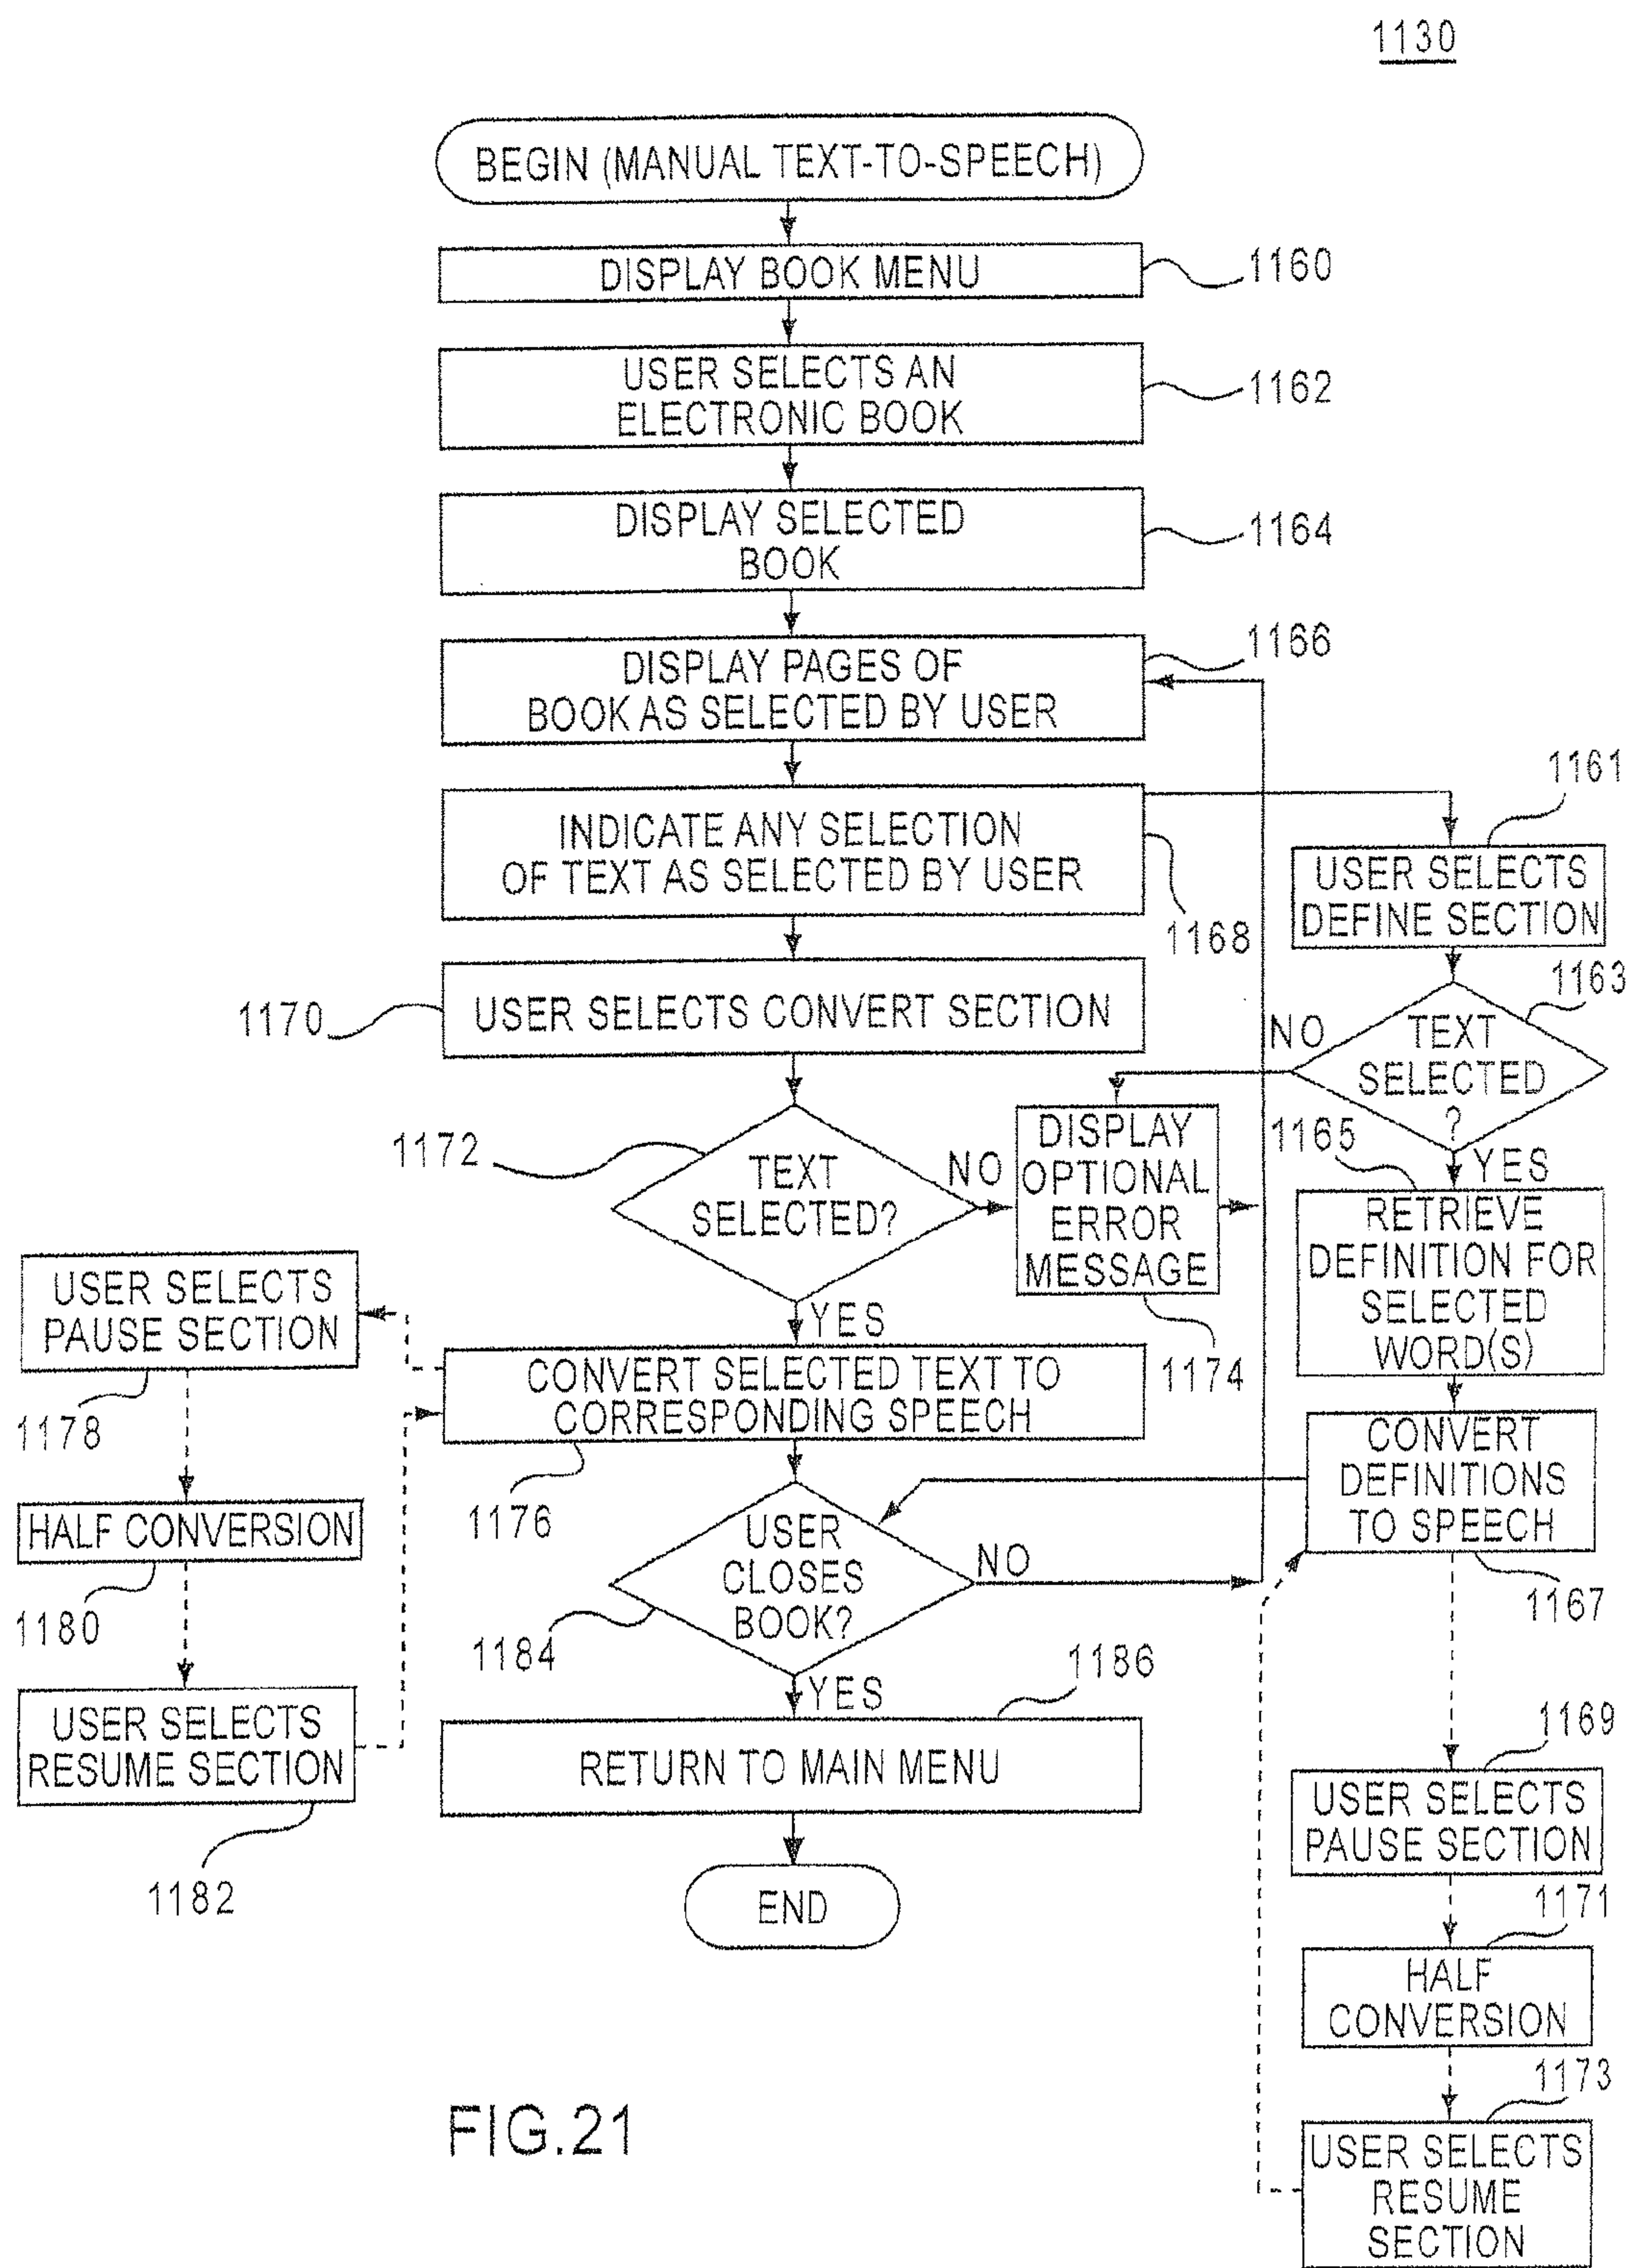 1130
BEGIN (MANUAL TEXT-TO-SPEECH)
DISPLAY BOOK MENU
1160
USER SELECTS AN
ELECTRONIC BOOK
1162
DISPLAY SELECTED
BOOK
1164
DISPLAY PAGES OF
BOOK AS SELECTED BY USER
1166
INDICATE ANY SELECTION
OF TEXT AS SELECTED BY USER
1168
1161
USER SELECTS
DEFINE SECTION
1170
USER SELECTS CONVERT SECTION
1163
TEXT
SELECTED
?
NO
YES
1172
TEXT
SELECTED?
NO
YES
DISPLAY
OPTIONAL
ERROR
MESSAGE
1174
1165
RETRIEVE
DEFINITION FOR
SELECTED
WORD(S)
USER SELECTS
PAUSE SECTION
1178
CONVERT SELECTED TEXT TO
CORRESPONDING SPEECH
1176
CONVERT
DEFINITIONS
TO SPEECH
1167
HALF CONVERSION
1180
USER
CLOSES
BOOK?
NO
1184
YES
1186
USER SELECTS
RESUME SECTION
1182
RETURN TO MAIN MENU
END
1169
USER SELECTS
PAUSE SECTION
1171
HALF
CONVERSION
1173
USER SELECTS
RESUME
SECTION
FIG.21